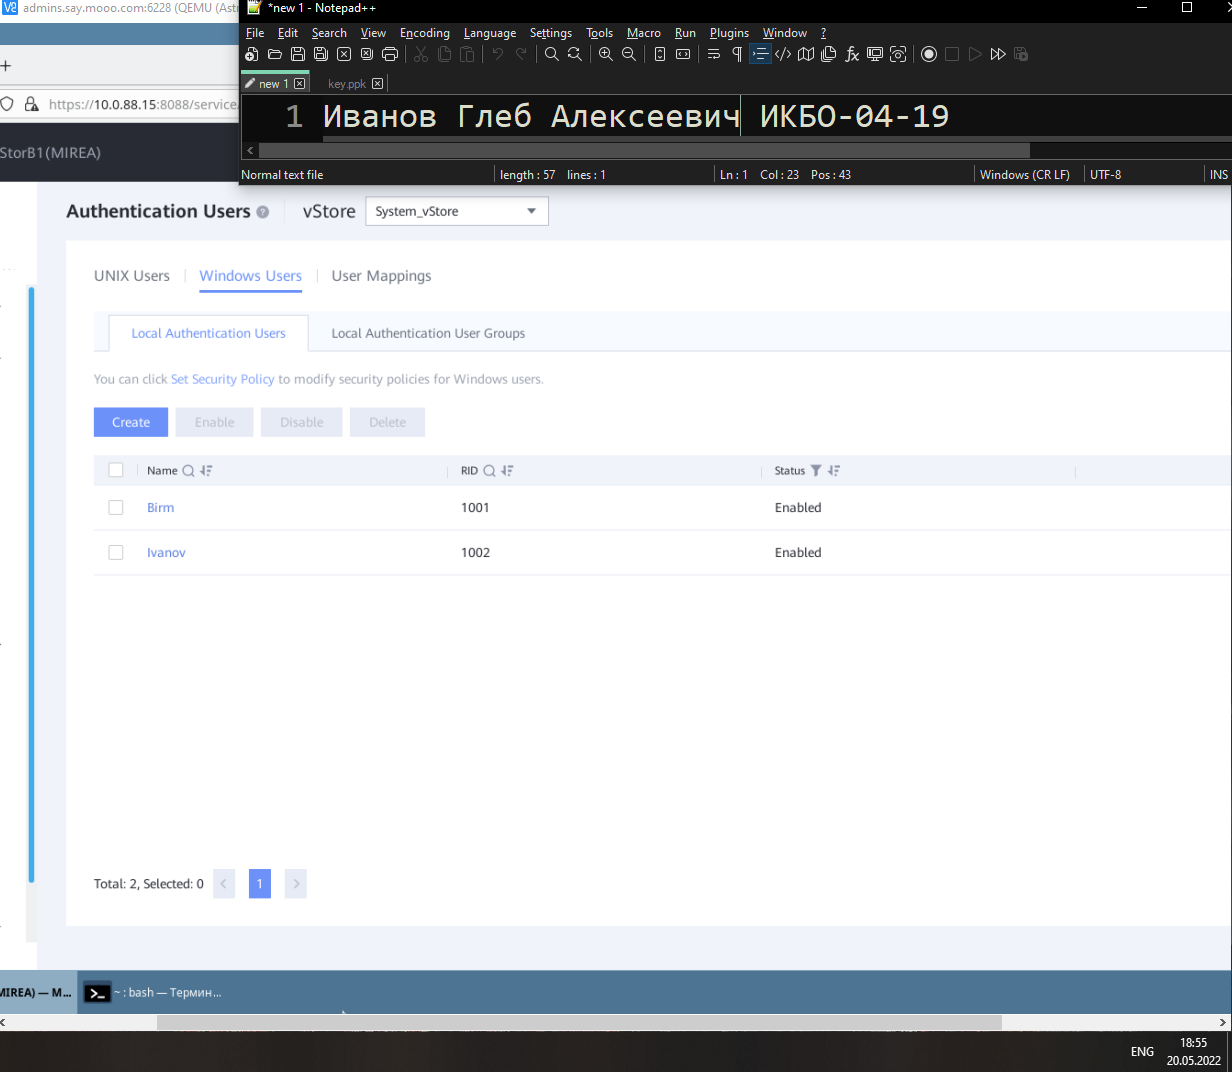 admins.say.mooo.com:6228 (QEMU (Ast
*new 1 - Notepad++
File Edit Search View Encoding Language Settings Tools Macro Run Plugins Window ?
new 1 key.ppk
1 Иванов Глеб Алексеевич ИКБО-04-19
Normal text file length : 57 lines : 1 Ln : 1 Col : 23 Pos : 43 Windows (CR LF) UTF-8 INS
https://10.0.88.15:8088/service/
StorB1(MIREA)
Authentication Users vStore System_vStore
UNIX Users Windows Users User Mappings
Local Authentication Users Local Authentication User Groups
You can click Set Security Policy to modify security policies for Windows users.
Create Enable Disable Delete
Name RID Status
Birm 1001 Enabled
Ivanov 1002 Enabled
Total: 2, Selected: 0 1
MIREA) — M... ~ : bash — Термин...
ENG 18:55
20.05.2022